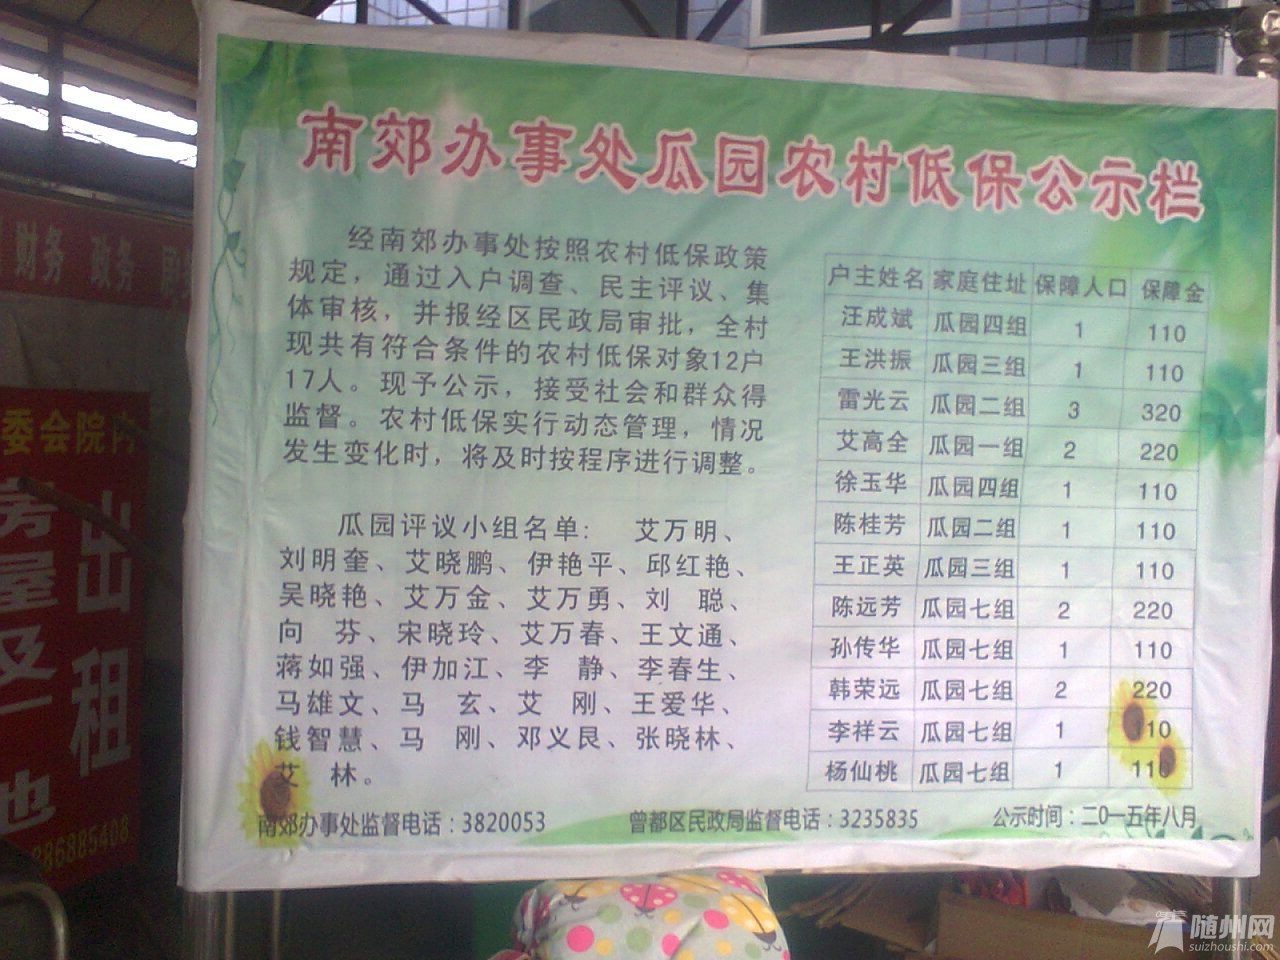 南郊办事处瓜园农村低保公示栏
经南郊办事处按照农村低保政策
规定，通过入户调查、民主评议、集
体审核，并报经区民政局审批，全村
现共有符合条件的农村低保对象12户
17人。现予公示，接受社会和群众得
监督。农村低保实行动态管理，情况
发生变化时，将及时按程序进行调整。
瓜园评议小组名单： 艾万明、
刘明奎、艾晓鹏、伊艳平、邱红艳、
吴晓艳、艾万金、艾万勇、刘 聪、
向 芬、宋晓玲、艾万春、王文通、
蒋如强、伊加江、李 静、李春生、
马雄文、马 玄、艾 刚、王爱华、
钱智慧、马 刚、邓义艮、张晓林、
艾 林。
户主姓名 家庭住址 保障人口 保障金
汪成斌 瓜园四组 1 110
王洪振 瓜园三组 1 110
雷光云 瓜园二组 3 320
艾高全 瓜园一组 2 220
徐玉华 瓜园四组 1 110
陈桂芳 瓜园二组 1 110
王正英 瓜园三组 1 110
陈远芳 瓜园七组 2 220
孙传华 瓜园七组 1 110
韩荣远 瓜园七组 2 220
李祥云 瓜园七组 1 110
杨仙桃 瓜园七组 1 110
南郊办事处监督电话：3820053 曾都区民政局监督电话：3235835 公示时间：二0一五年八月
财务 政务
委会院内
房屋及一
出租
地
随州网
suizhoushi.com